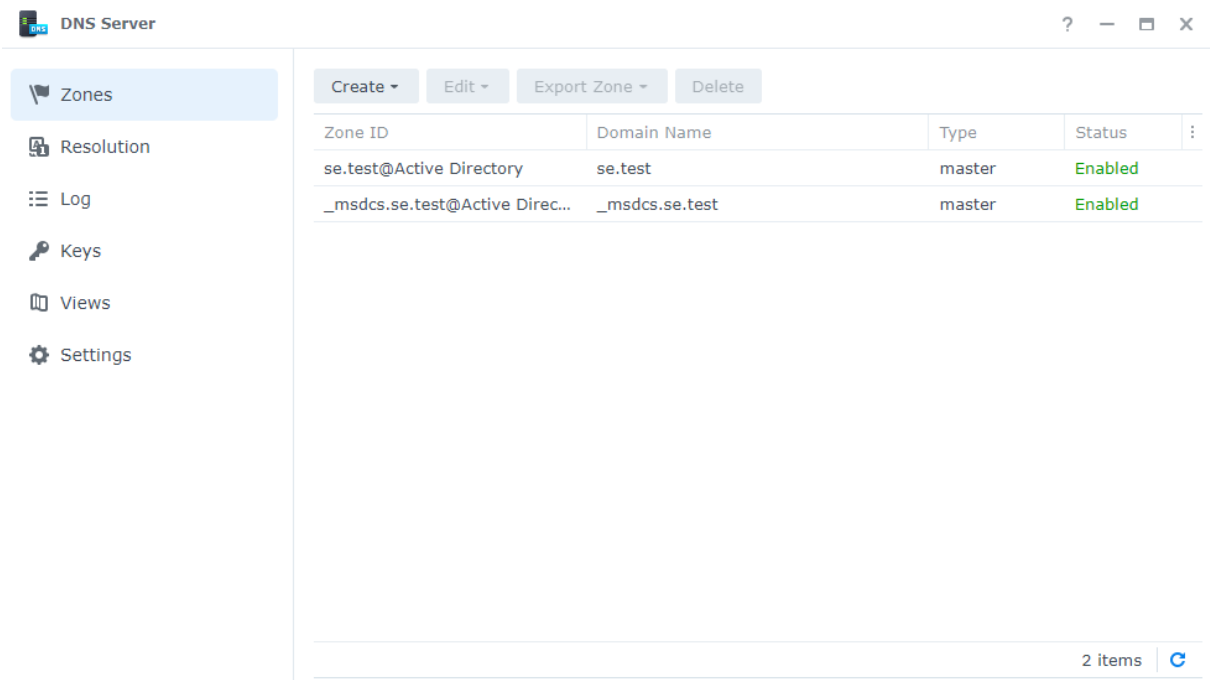 DNS Server
DNS
?
Zones
Resolution
Log
Keys
Views
Settings
Create Edit Export Zone Delete
Zone ID Domain Name Type Status
se.test@Active Directory se.test master Enabled
_msdcs.se.test@Active Direc... _msdcs.se.test master Enabled
2 items